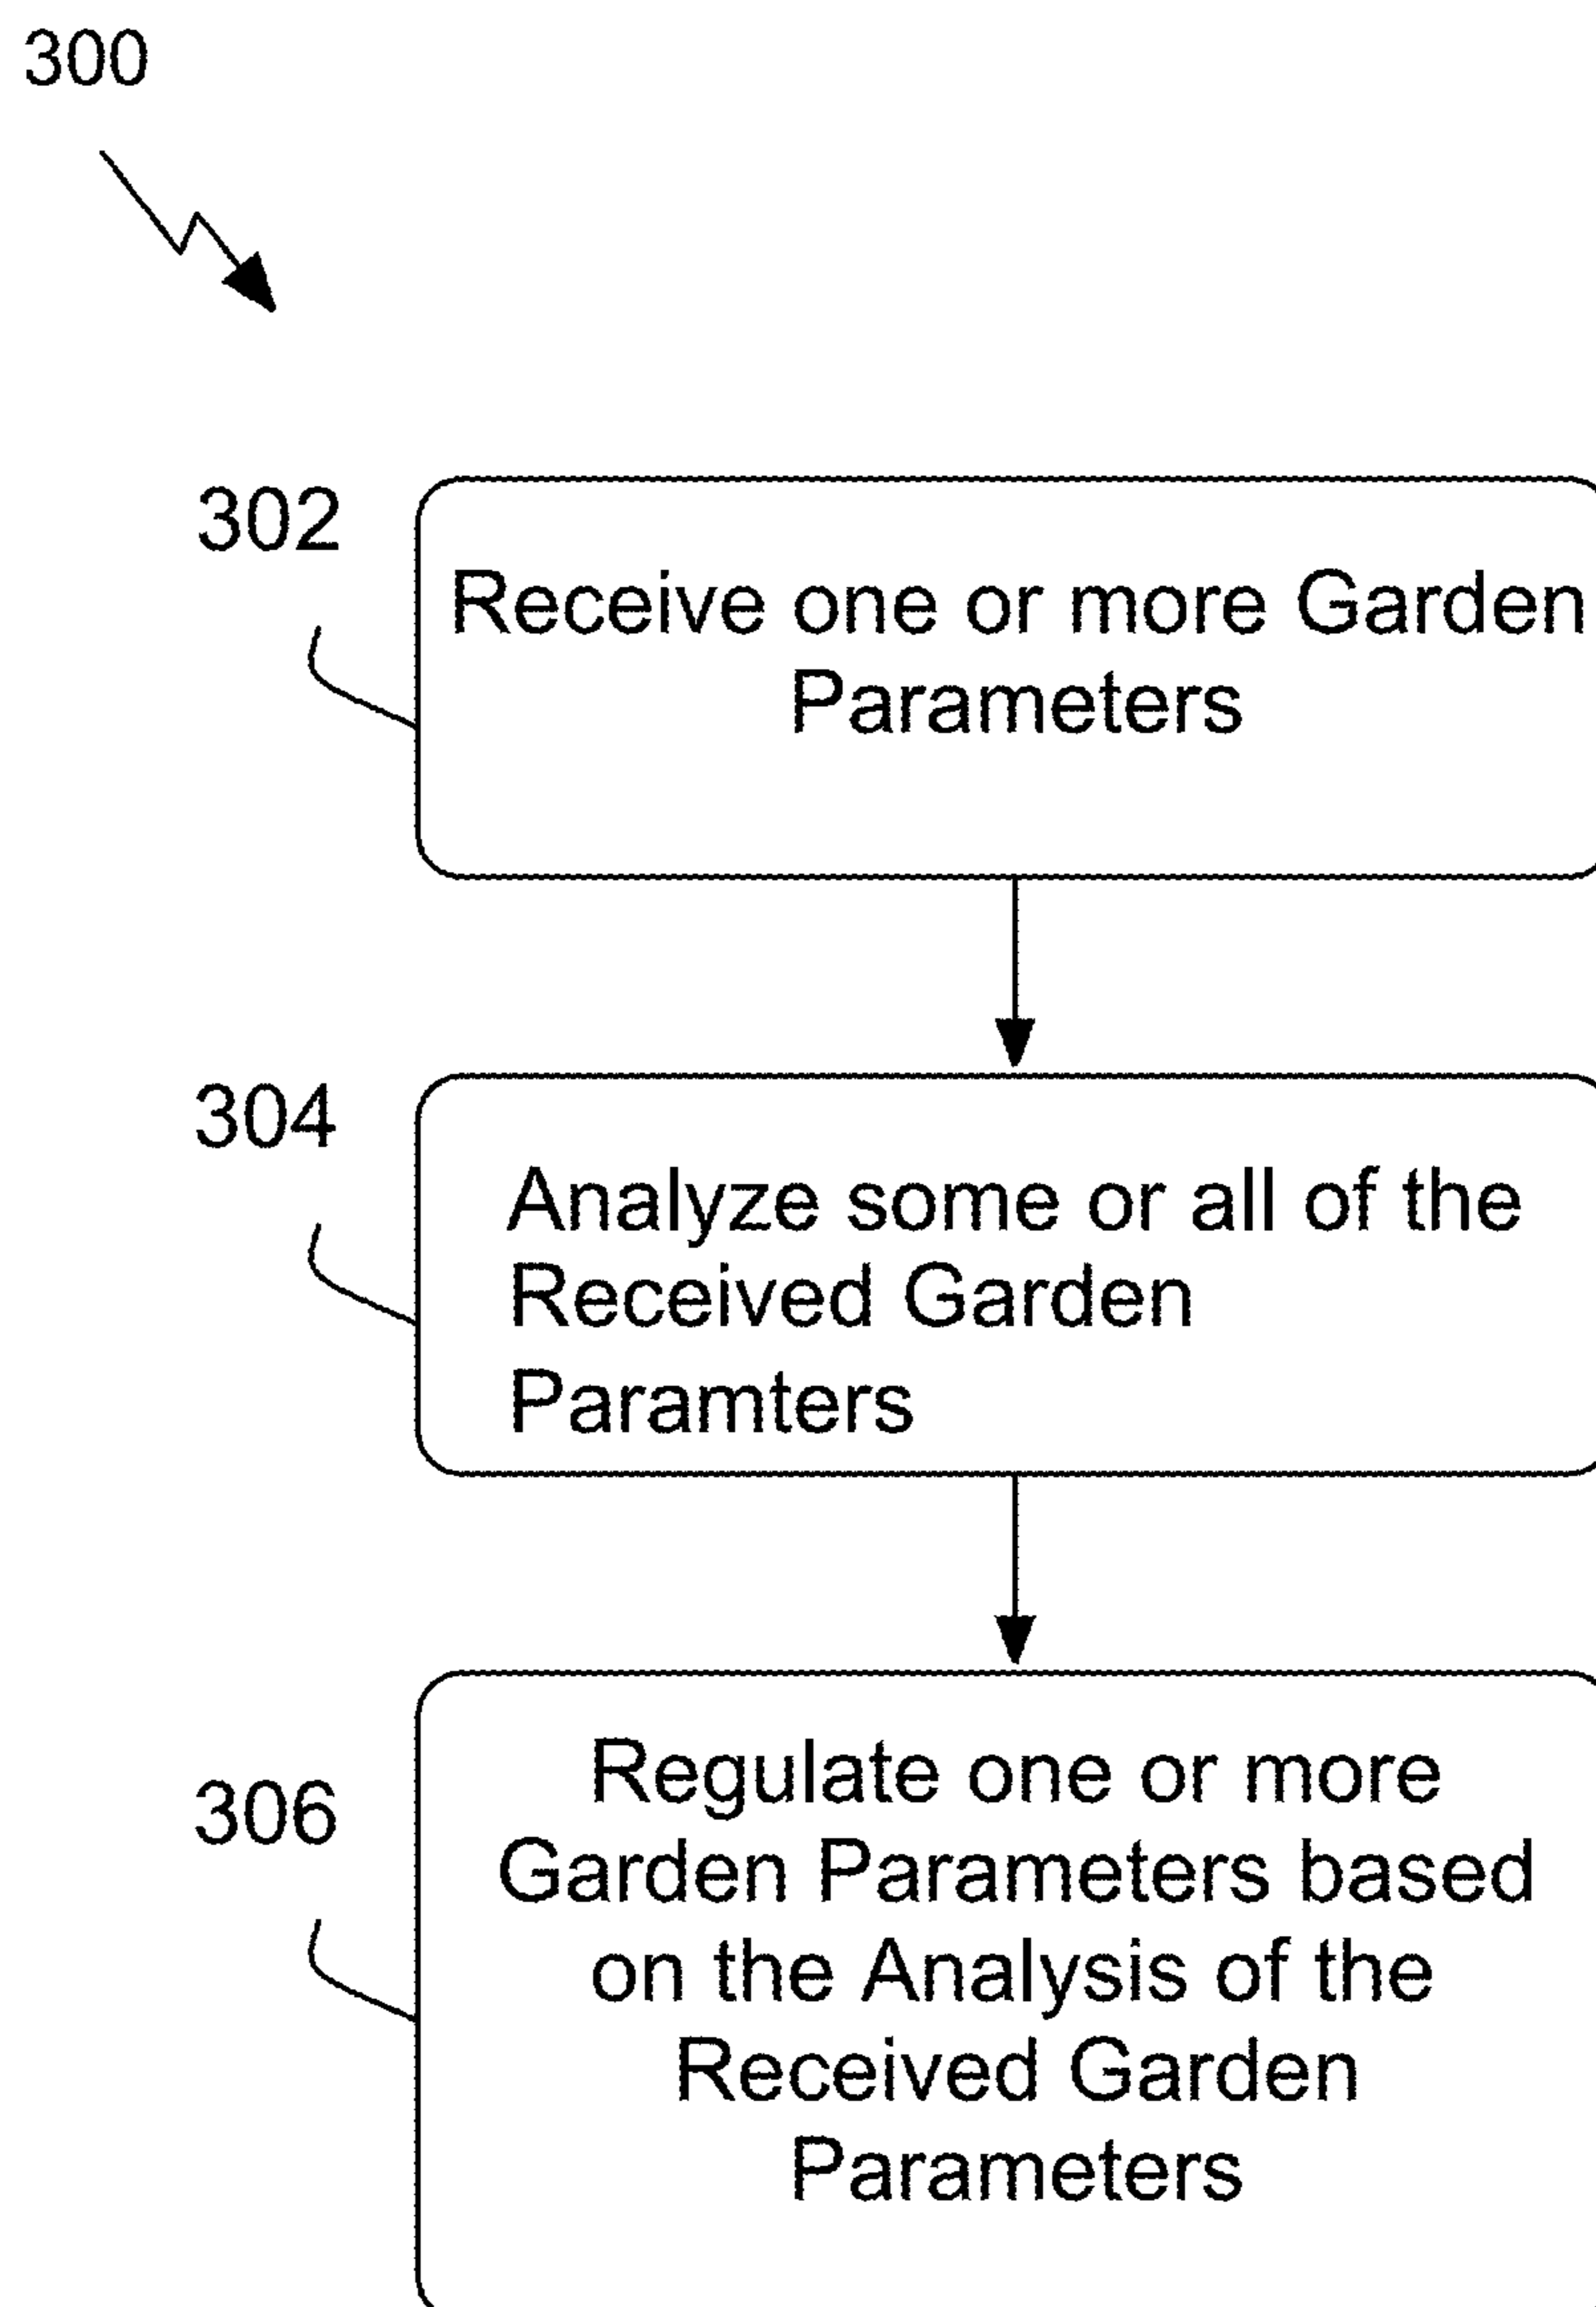 300
302
Receive one or more Garden
Parameters
304
Analyze some or all of the
Received Garden
Paramters
306
Regulate one or more
Garden Parameters based
on the Analysis of the
Received Garden
Parameters